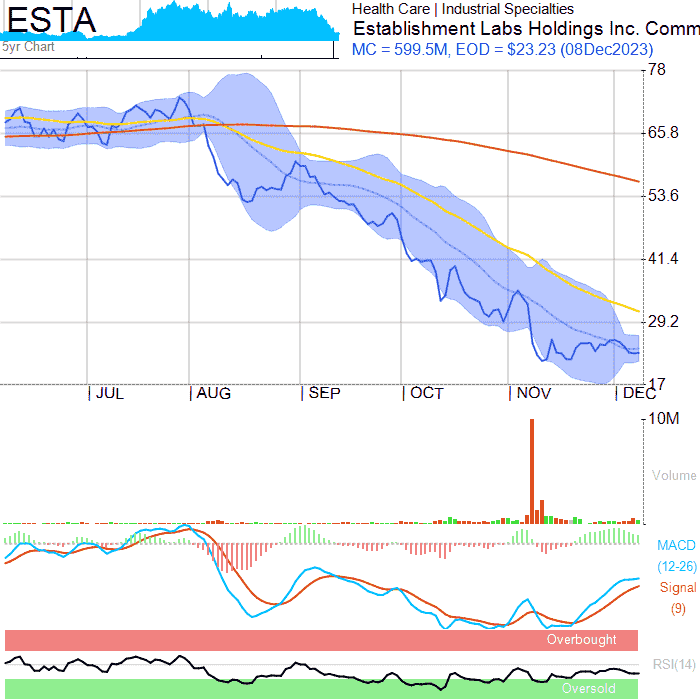 ESTA
5yr Chart
Health Care | Industrial Specialties
Establishment Labs Holdings Inc. Comm
MC = 599.5M, EOD = $23.23 (08Dec2023)
78
65.8
53.6
41.4
29.2
17
JUL AUG SEP OCT NOV DEC
10M
Volume
MACD
(12-26)
Signal
(9)
Overbought
RSI(14)
Oversold